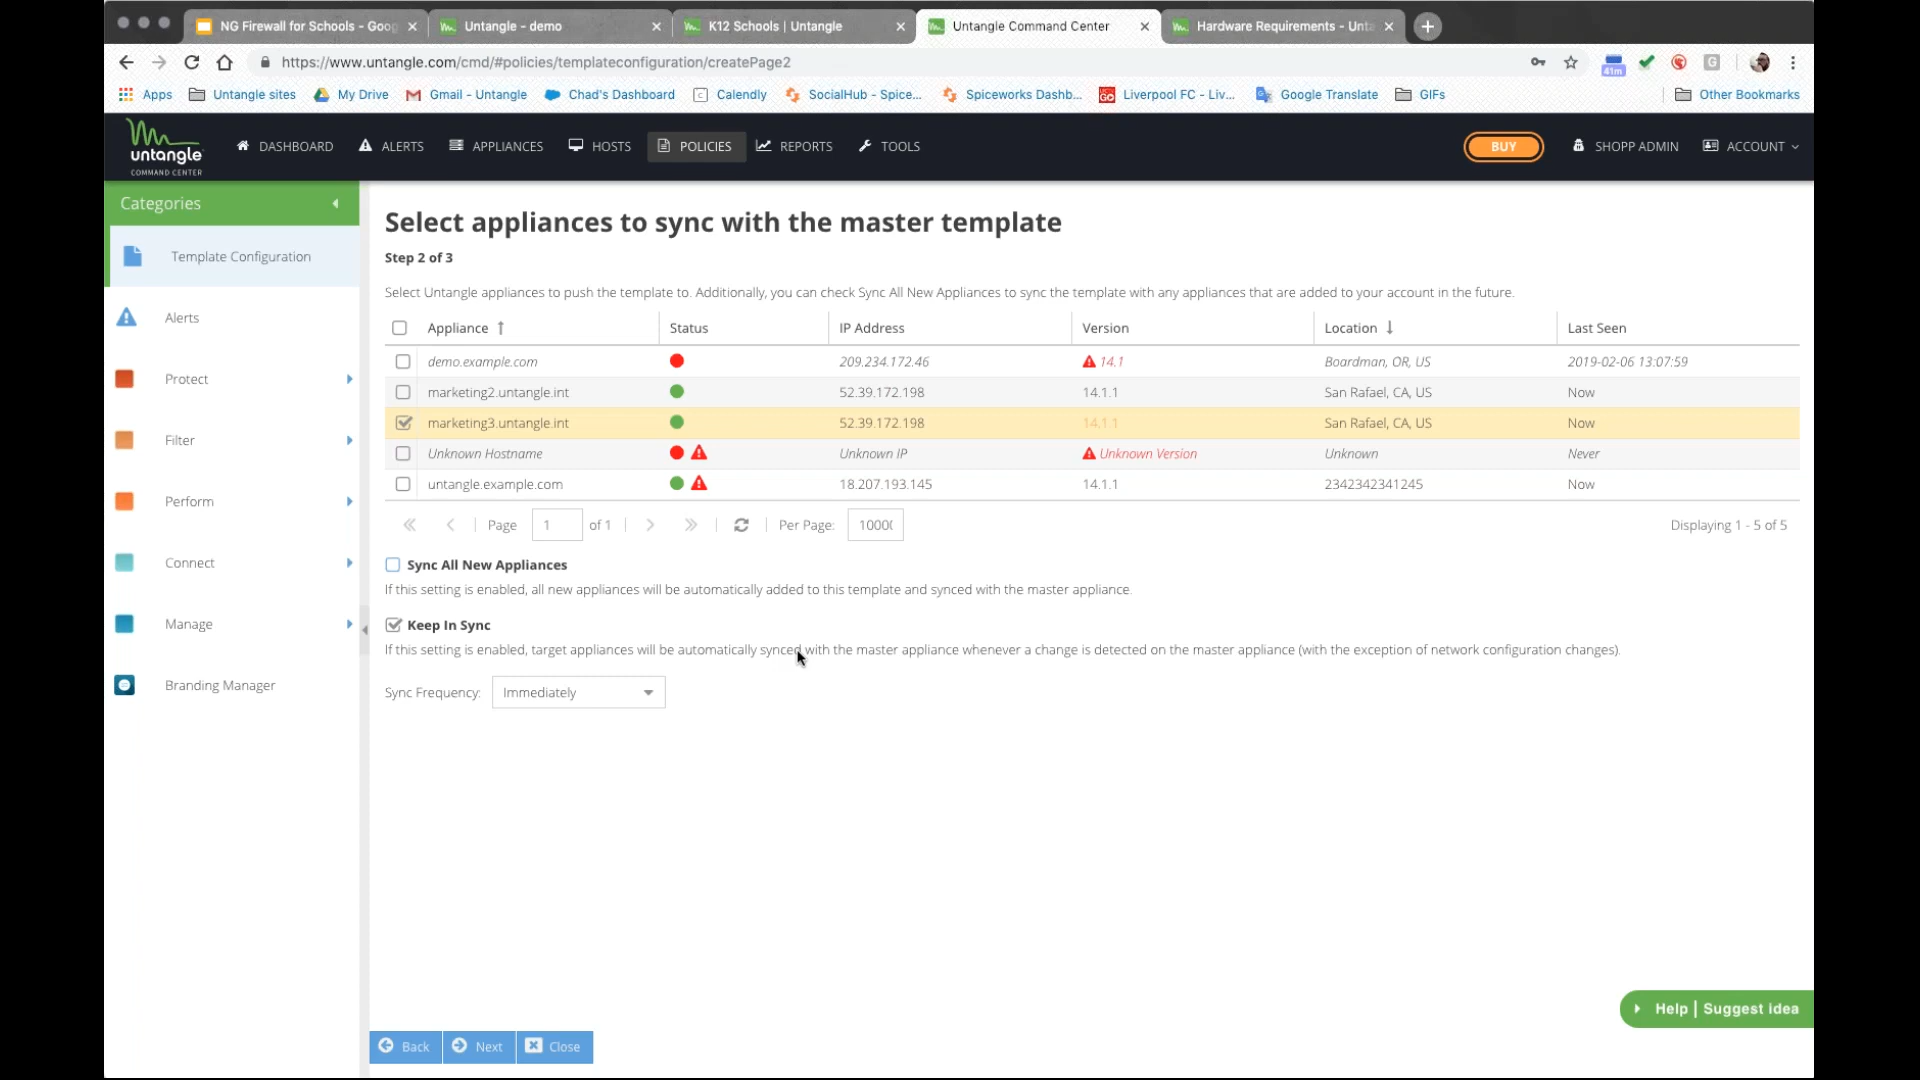 NG Firewall for Schools - Goog
Untangle - demo
K12 Schools | Untangle
Untangle Command Center
Hardware Requirements - Unta
https://www.untangle.com/cmd/#policies/templateconfiguration/createPage2
41m
G
Apps
Untangle sites
My Drive
Gmail - Untangle
Chad's Dashboard
Calendly
SocialHub - Spice...
Spiceworks Dashb...
Liverpool FC - Liv...
Google Translate
GIFs
Other Bookmarks
untangle
COMMAND CENTER
DASHBOARD
ALERTS
APPLIANCES
HOSTS
POLICIES
REPORTS
TOOLS
BUY
SHOPP ADMIN
ACCOUNT
Categories
Template Configuration
Alerts
Protect
Filter
Perform
Connect
Manage
Branding Manager
Select appliances to sync with the master template
Step 2 of 3
Select Untangle appliances to push the template to. Additionally, you can check Sync All New Appliances to sync the template with any appliances that are added to your account in the future.
Appliance Status IP Address Version Location Last Seen
demo.example.com 209.234.172.46 14.1 Boardman, OR, US 2019-02-06 13:07:59
marketing2.untangle.int 52.39.172.198 14.1.1 San Rafael, CA, US Now
marketing3.untangle.int 52.39.172.198 14.1.1 San Rafael, CA, US Now
Unknown Hostname Unknown IP Unknown Version Unknown Never
untangle.example.com 18.207.193.145 14.1.1 2342342341245 Now
Page 1 of 1 Per Page: 1000( Displaying 1 - 5 of 5
Sync All New Appliances
If this setting is enabled, all new appliances will be automatically added to this template and synced with the master appliance.
Keep In Sync
If this setting is enabled, target appliances will be automatically synced with the master appliance whenever a change is detected on the master appliance (with the exception of network configuration changes).
Sync Frequency: Immediately
Help | Suggest idea
Back
Next
Close